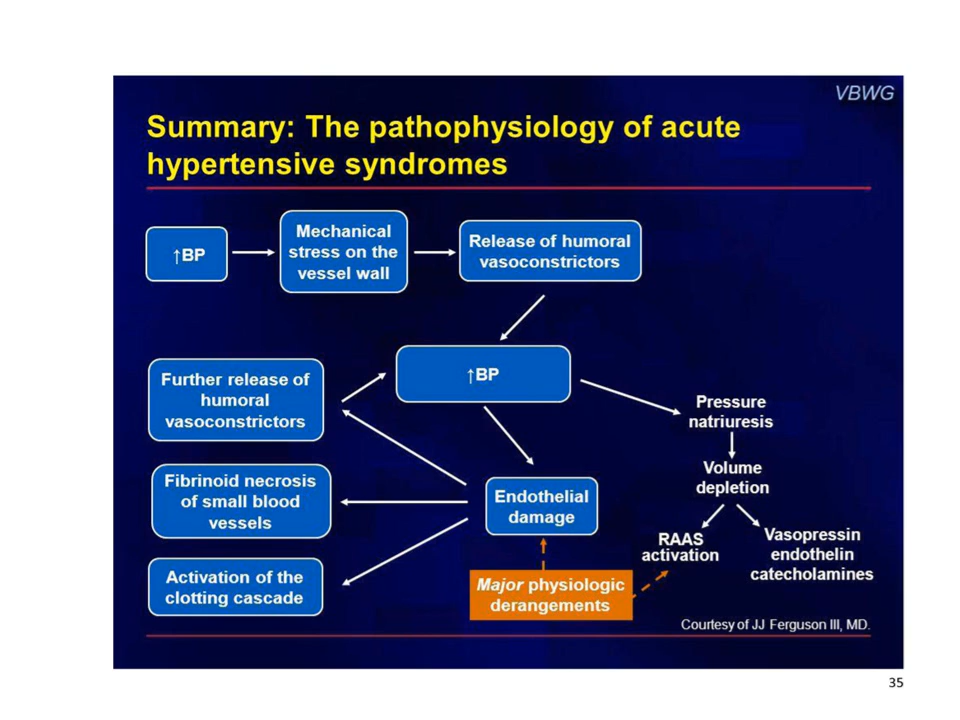 VBWG
Summary: The pathophysiology of acute
hypertensive syndromes
↑BP
Mechanical
stress on the
vessel wall
Release of humoral
vasoconstrictors
↑BP
Further release of
humoral
vasoconstrictors
Pressure
natriuresis
Volume
depletion
Fibrinoid necrosis
of small blood
vessels
Endothelial
damage
RAAS
activation
Vasopressin
endothelin
catecholamines
Activation of the
clotting cascade
Major physiologic
derangements
Courtesy of JJ Ferguson III, MD.
35